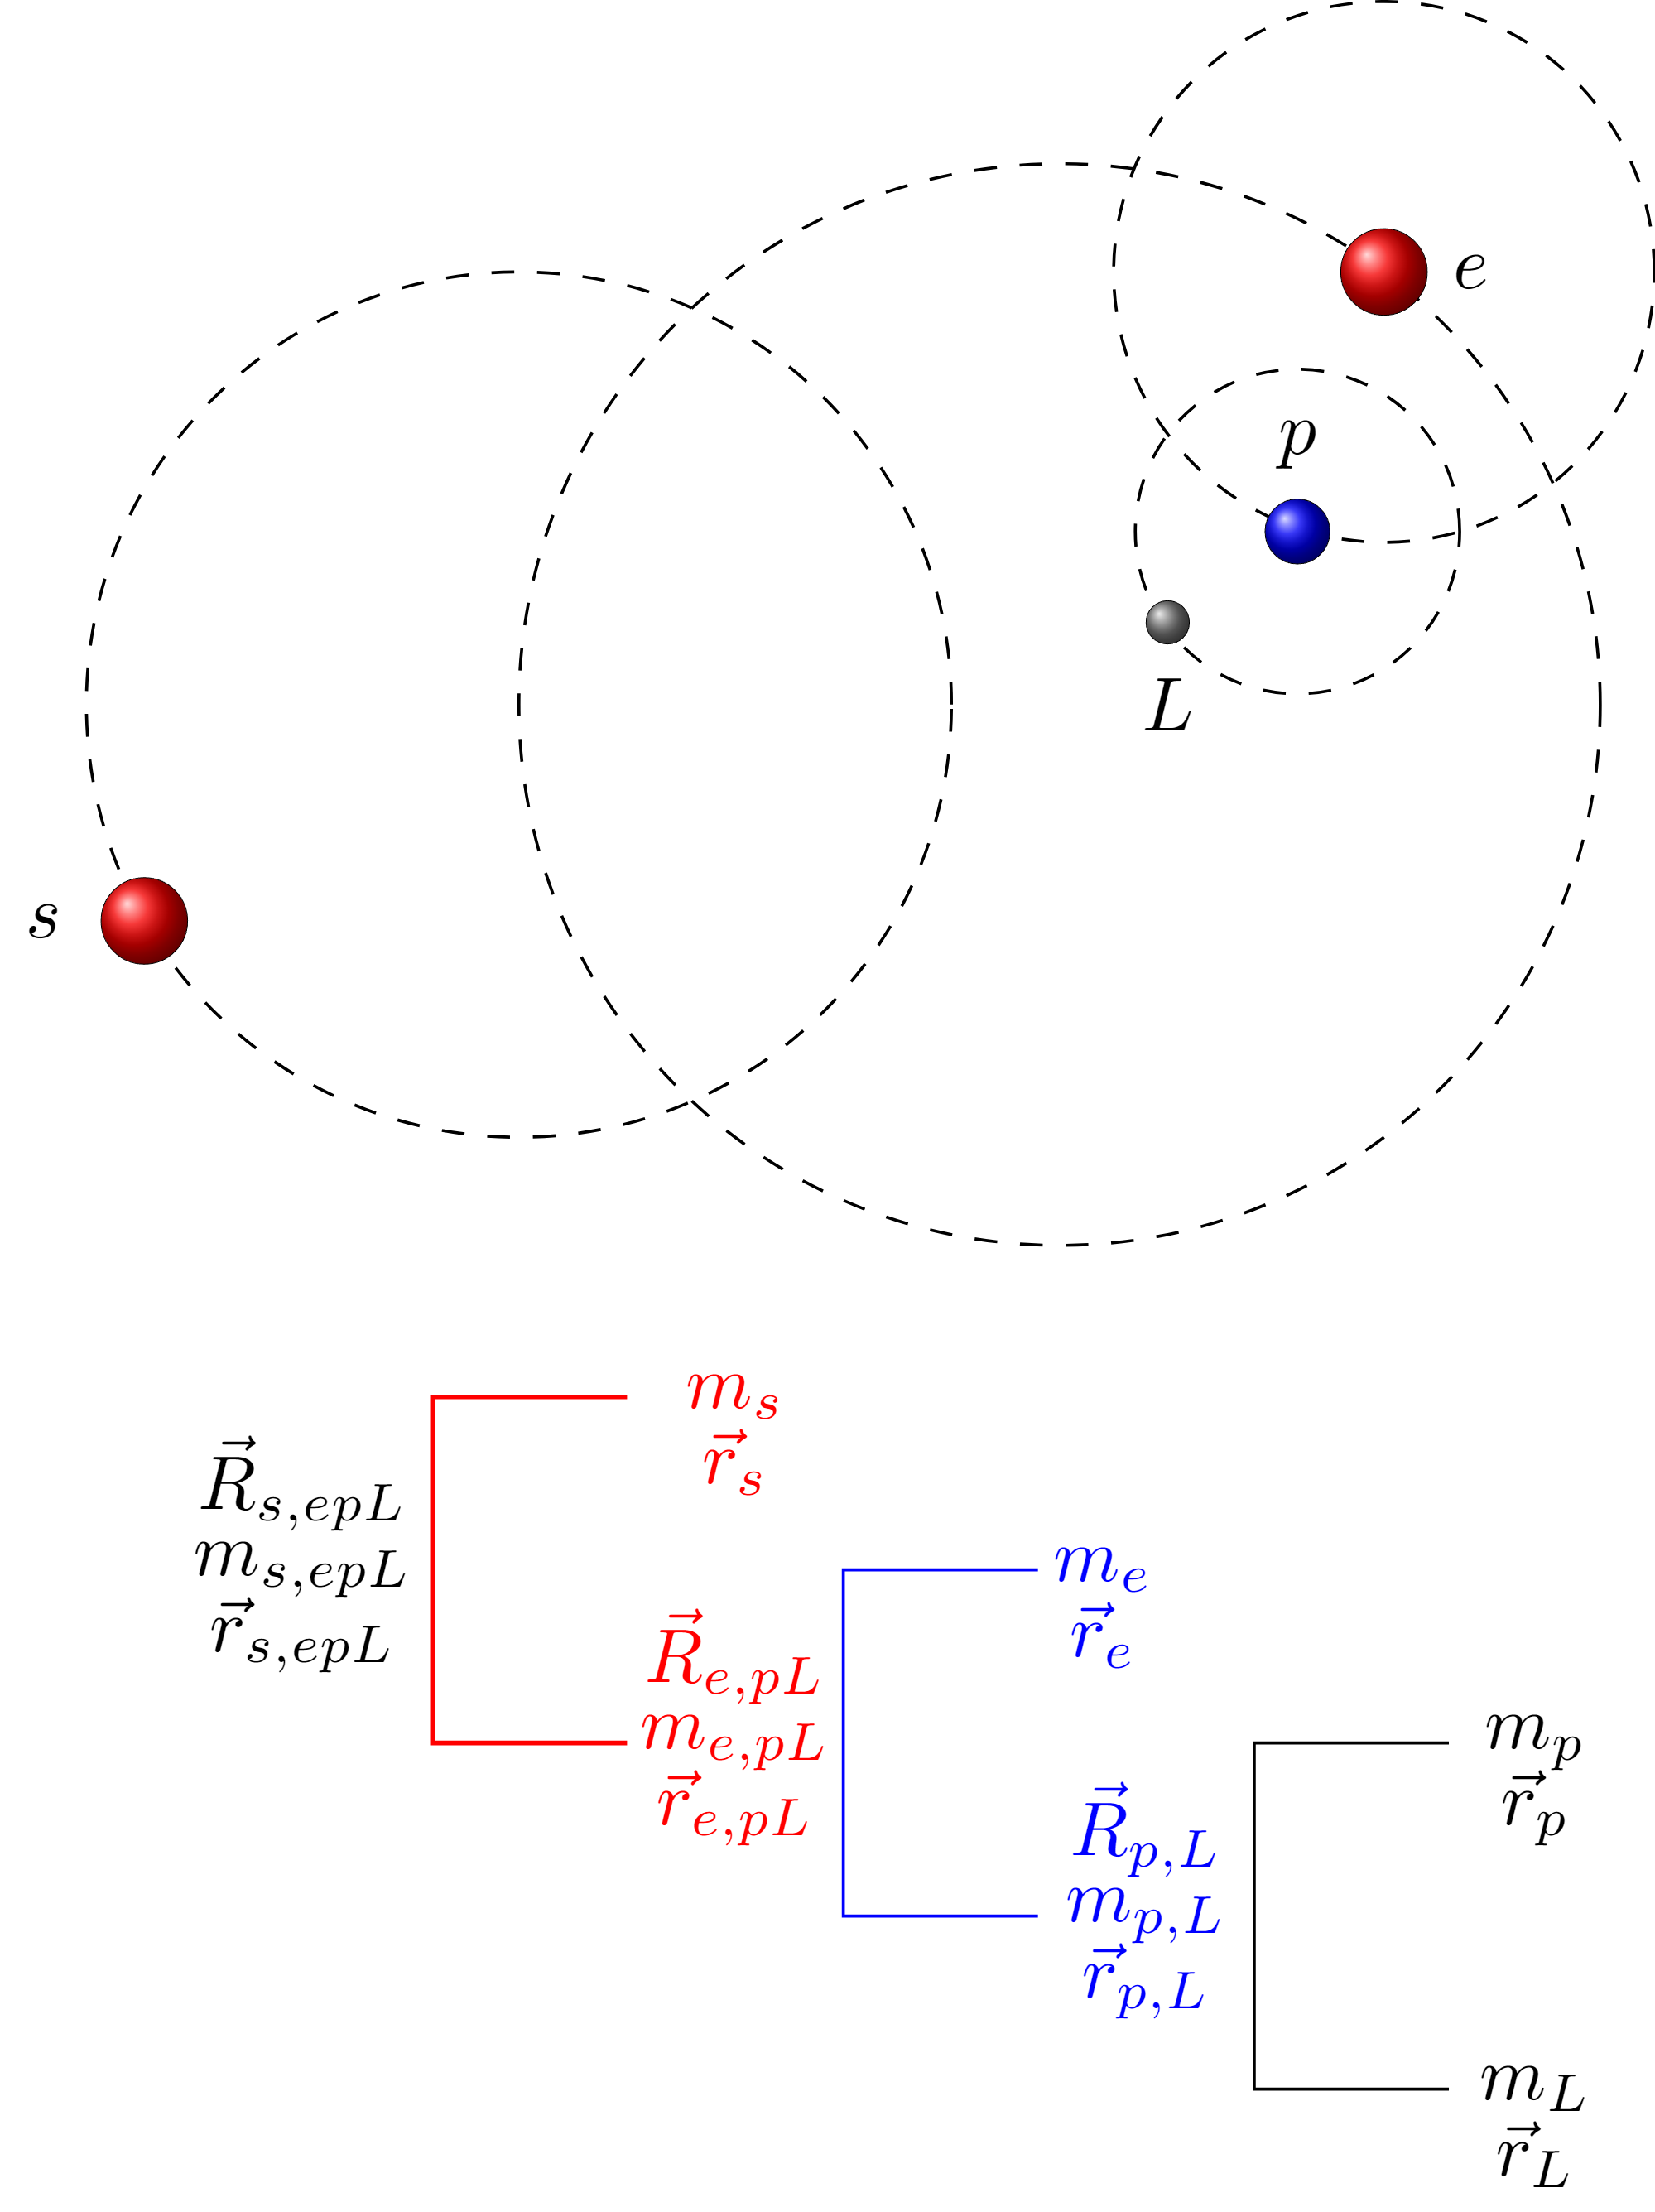 e
p
L
s
$m_s$
$\vec{r}_s$
$\vec{R}_{s,epL}$
$m_{s,epL}$
$\vec{r}_{s,epL}$
$m_e$
$\vec{r}_e$
$\vec{R}_{e,pL}$
$m_{e,pL}$
$\vec{r}_{e,pL}$
$m_p$
$\vec{r}_p$
$\vec{R}_{p,L}$
$m_{p,L}$
$\vec{r}_{p,L}$
$m_L$
$\vec{r}_L$